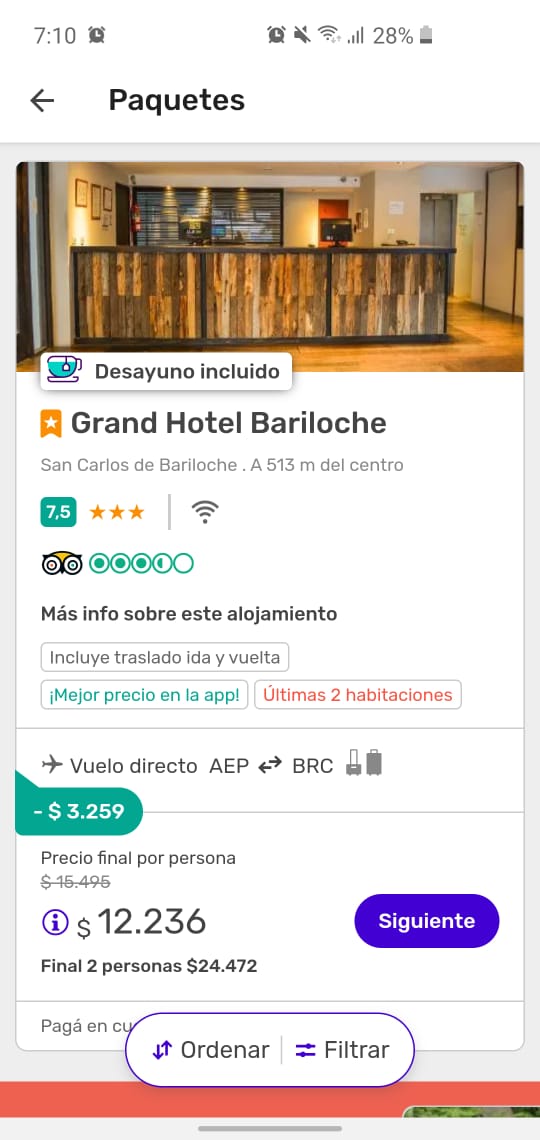 7:10
28%
Paquetes
Desayuno incluido
Grand Hotel Bariloche
San Carlos de Bariloche . A 513 m del centro
7,5
Más info sobre este alojamiento
Incluye traslado ida y vuelta
¡Mejor precio en la app!
Últimas 2 habitaciones
Vuelo directo AEP BRC
- $ 3.259
Precio final por persona
$ 15.495
$ 12.236
Siguiente
Final 2 personas $24.472
Pagá en cu
Ordenar
Filtrar